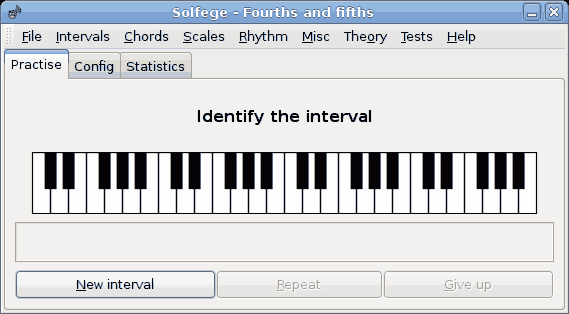 Solfege - Fourths and fifths
File Intervals Chords Scales Rhythm Misc Theory Tests Help
Practise Config Statistics
Identify the interval
New interval Repeat Give up